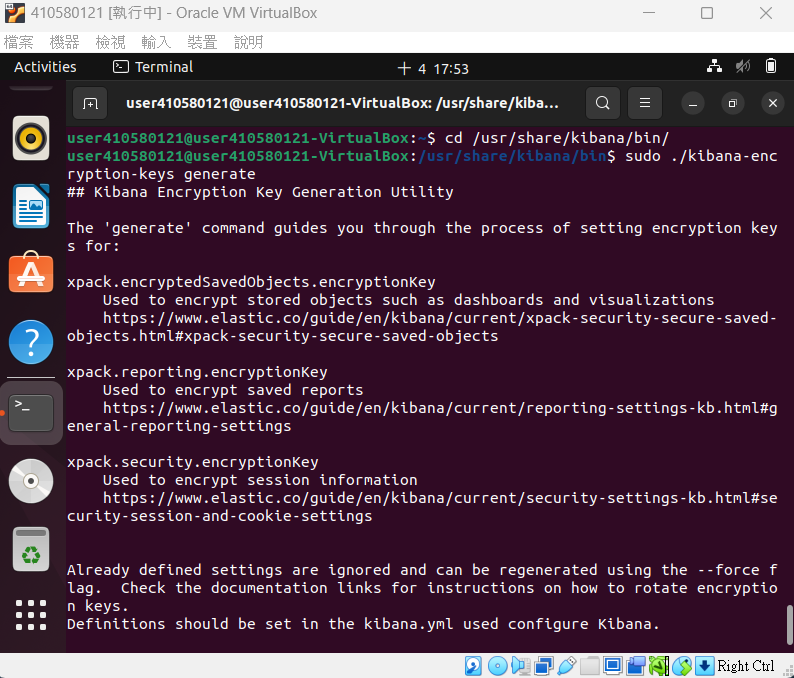 410580121 [執行中] - Oracle VM VirtualBox
檔案 機器 檢視 輸入 裝置 說明
Activities Terminal 十 4 17:53
user410580121@user410580121-VirtualBox: /usr/share/kiba...
user410580121@user410580121-VirtualBox:~$ cd /usr/share/kibana/bin/
user410580121@user410580121-VirtualBox:/usr/share/kibana/bin$ sudo ./kibana-enc
ryption-keys generate
## Kibana Encryption Key Generation Utility
The 'generate' command guides you through the process of setting encryption key
s for:
xpack.encryptedSavedObjects.encryptionKey
Used to encrypt stored objects such as dashboards and visualizations
https://www.elastic.co/guide/en/kibana/current/xpack-security-secure-saved-
objects.html#xpack-security-secure-saved-objects
xpack.reporting.encryptionKey
Used to encrypt saved reports
https://www.elastic.co/guide/en/kibana/current/reporting-settings-kb.html#g
eneral-reporting-settings
xpack.security.encryptionKey
Used to encrypt session information
https://www.elastic.co/guide/en/kibana/current/security-settings-kb.html#se
curity-session-and-cookie-settings
Already defined settings are ignored and can be regenerated using the --force f
lag.  Check the documentation links for instructions on how to rotate encryptio
n keys.
Definitions should be set in the kibana.yml used configure Kibana.
Right Ctrl